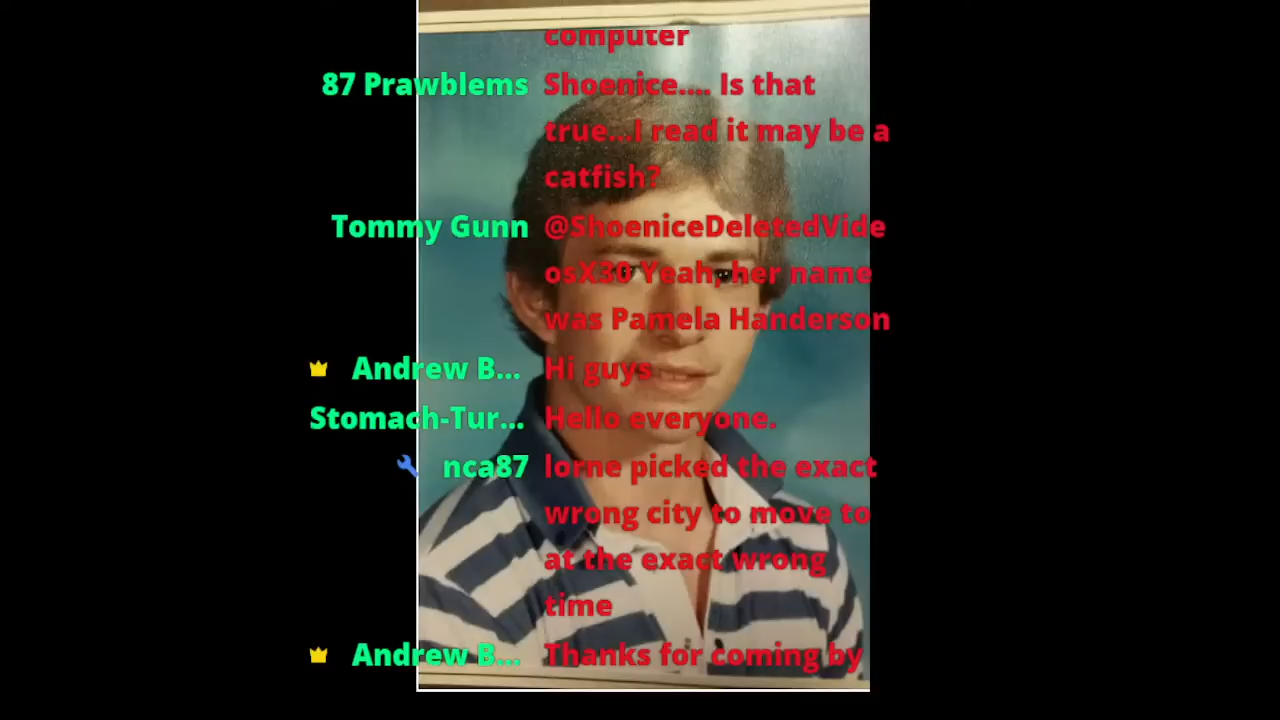 computer
87 Prawblems Shoenice.... Is that
true...I read it may be a
catfish?
Tommy Gunn @ShoeniceDeletedVide
osX30 Yeah, her name
was Pamela Handerson
Andrew B... Hi guys
Stomach-Tur... Hello everyone.
nca87 lorne picked the exact
wrong city to move to
at the exact wrong
time
Andrew B... Thanks for coming by